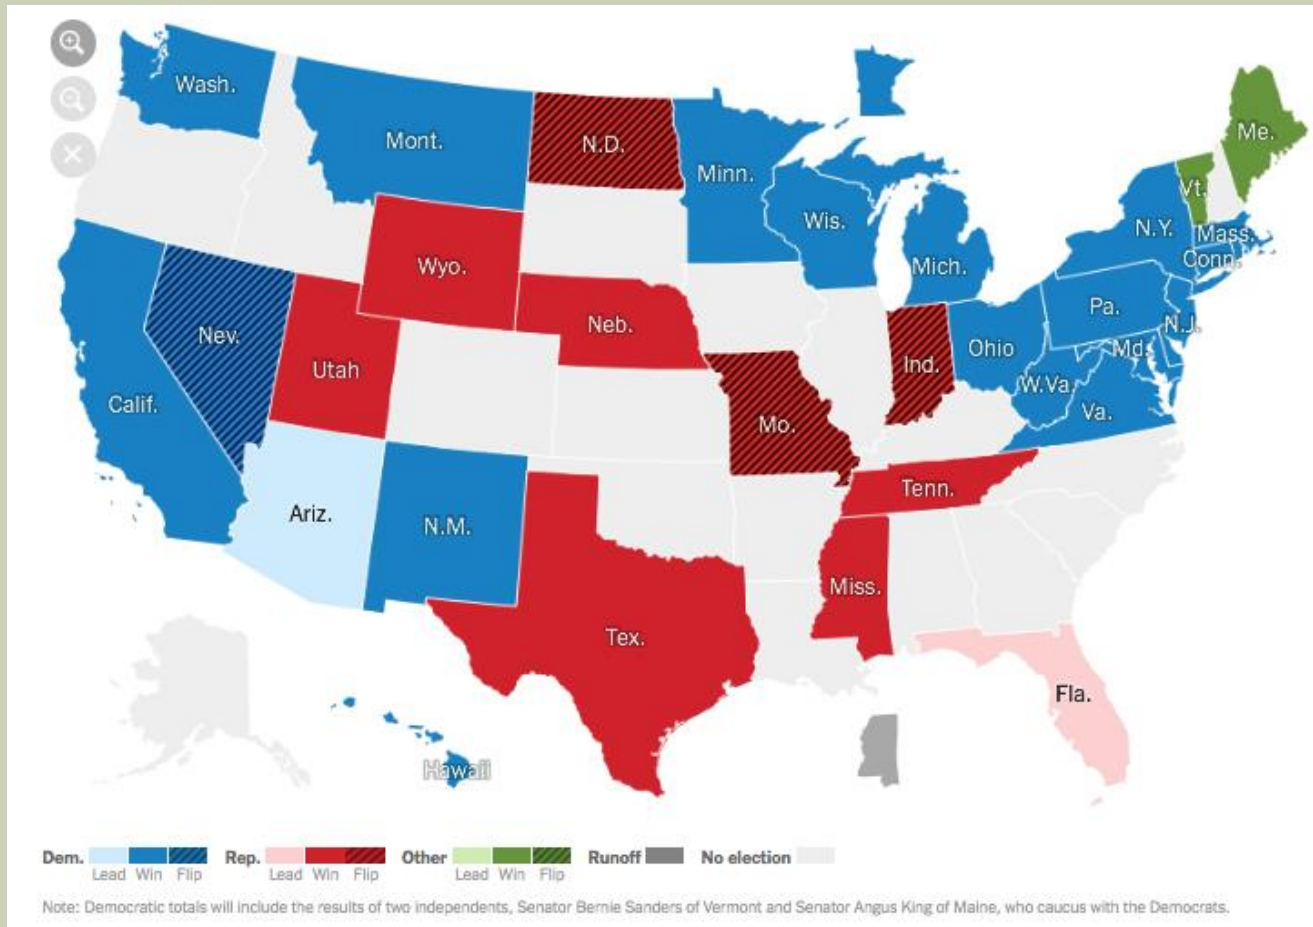 Wash.
Mont.
N.D.
Minn.
Me.
Vt.
Wis.
N.Y.
Mass.
Conn.
Mich.
Wyo.
Pa.
N.J.
Neb.
Nev.
Ohio
Md.
Utah
Ind.
W.Va
Calif.
Va.
Mo.
Tenn.
Ariz.
N.M.
Miss.
Tex.
Fla.
Hawaii
Dem. Rep. Other Runoff No election
Lead Win Flip Lead Win Flip Lead Win Flip
Note: Democratic totals will include the results of two independents, Senator Bernie Sanders of Vermont and Senator Angus King of Maine, who caucus with the Democrats.